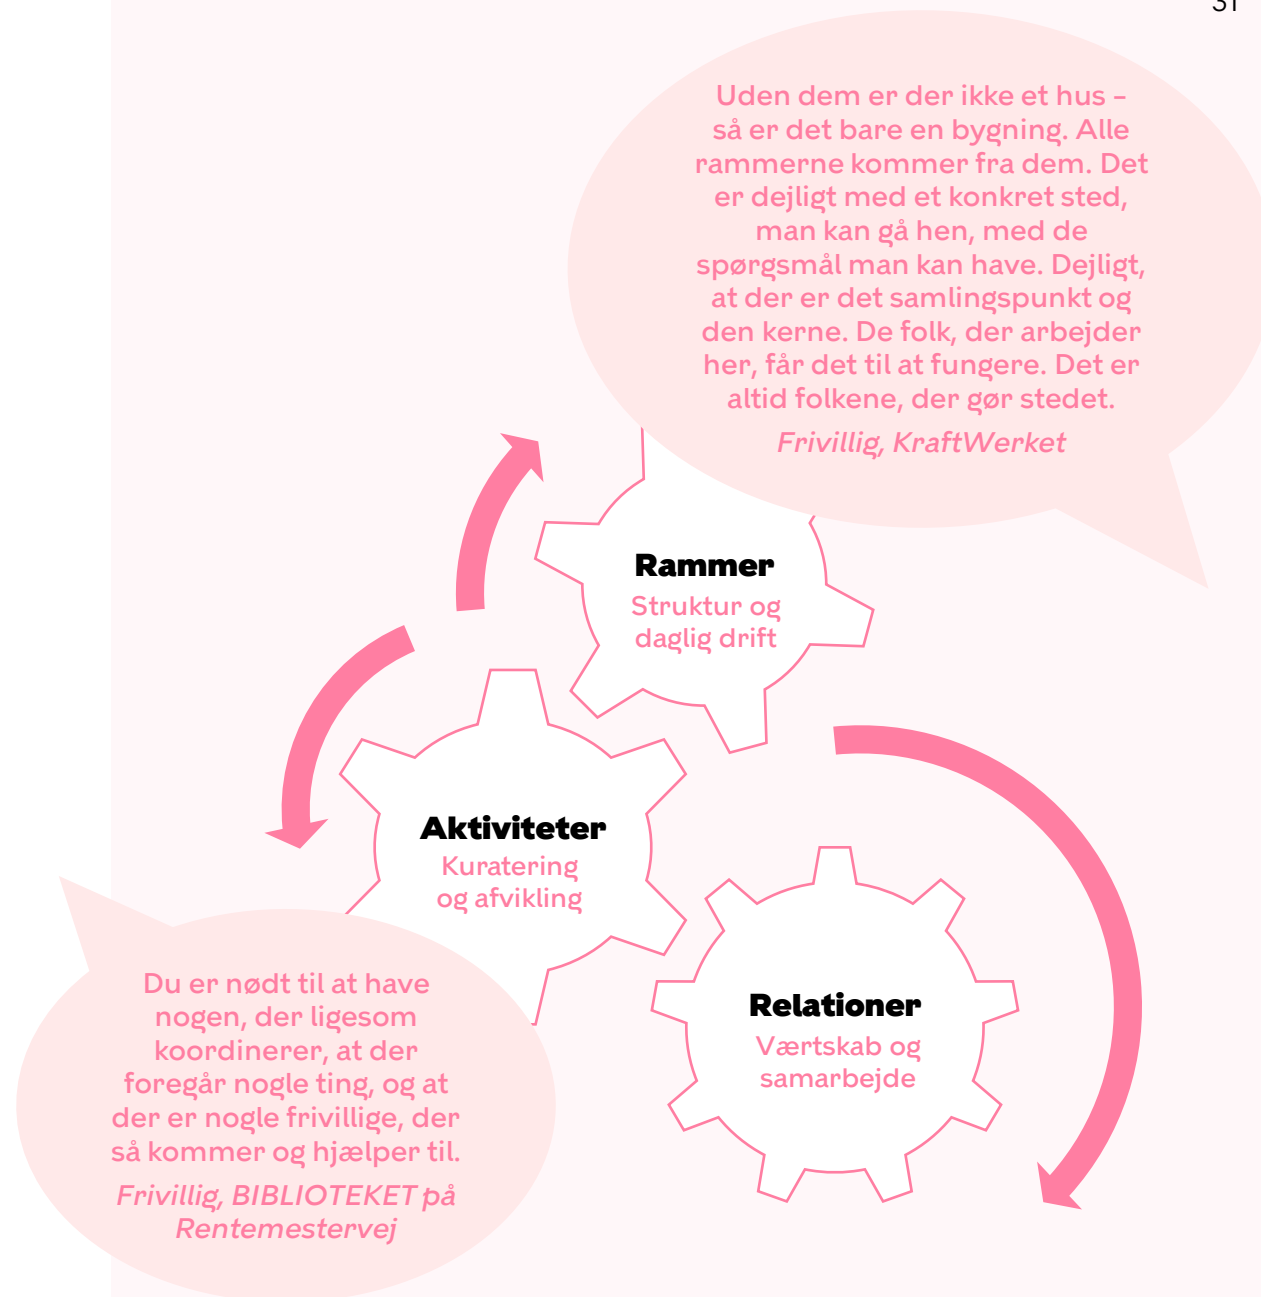 31
Uden dem er der ikke et hus –
så er det bare en bygning. Alle
rammerne kommer fra dem. Det
er dejligt med et konkret sted,
man kan gå hen, med de
spørgsmål man kan have. Dejligt,
at der er det samlingspunkt og
den kerne. De folk, der arbejder
her, får det til at fungere. Det er
altid folkene, der gør stedet.
Frivillig, KraftWerket
Rammer
Struktur og
daglig drift
Aktiviteter
Kuratering
og afvikling
Relationer
Værtskab og
samarbejde
Du er nødt til at have
nogen, der ligesom
koordinerer, at der
foregår nogle ting, og at
der er nogle frivillige, der
så kommer og hjælper til.
Frivillig, BIBLIOTEKET på
Rentemestervej